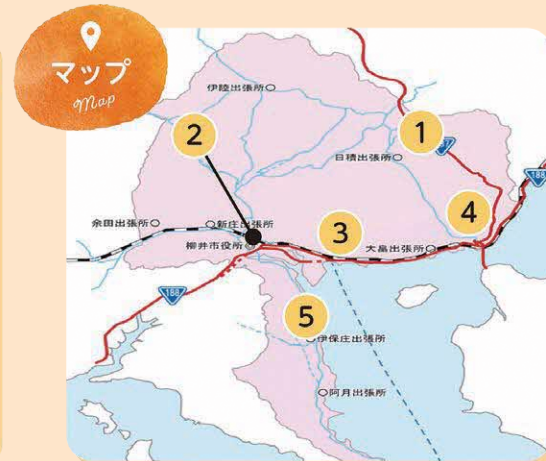 マップ
Map
伊陸出張所
2
1
日積出張所
188
余田出張所
新庄出張所
4
柳井市役所
3
大畠出張所
188
5
伊保庄出張所
阿月出張所